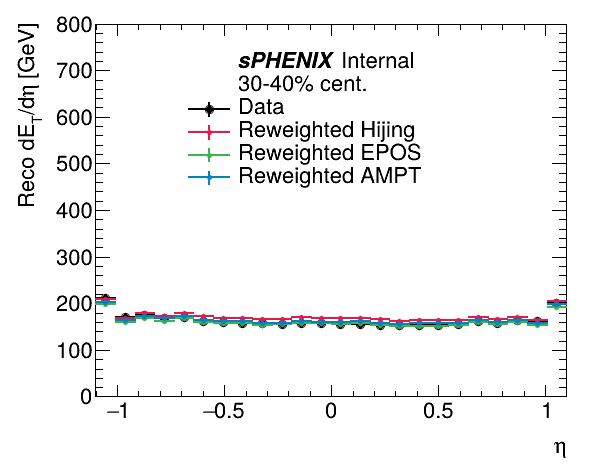 Reco dE_T/dη [GeV]
800
700
600
500
400
300
200
100
0
sPHENIX Internal
30-40% cent.
Data
Reweighted Hijing
Reweighted EPOS
Reweighted AMPT
−1 −0.5 0 0.5 1
η